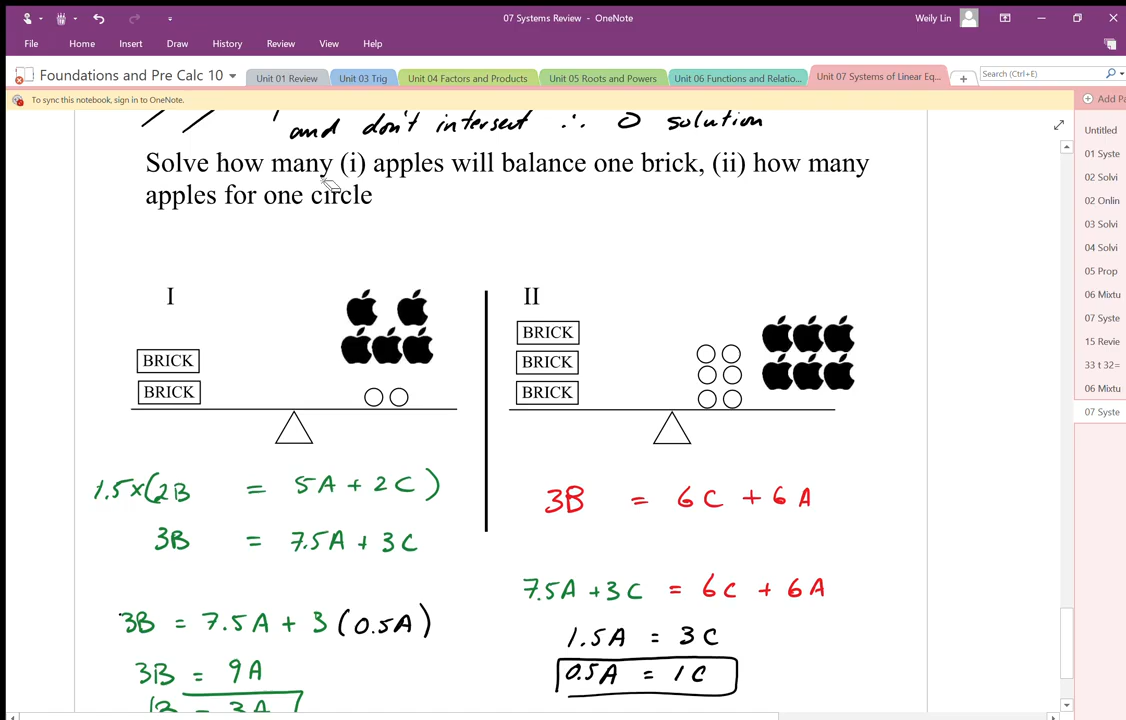 07 Systems Review - OneNote
Weily Lin
File Home Insert Draw History Review View Help
Foundations and Pre Calc 10
Unit 01 Review
Unit 03 Trig
Unit 04 Factors and Products
Unit 05 Roots and Powers
Unit 06 Functions and Relatio...
Unit 07 Systems of Linear Eq...
Search (Ctrl+E)
To sync this notebook, sign in to OneNote.
Add Pa
Untitled
01 Syste
02 Solvi
02 Onlin
03 Solvi
04 Solvi
05 Prop
06 Mixtu
07 Syste
15 Revie
33 t 32=
06 Mixtu
07 Syste
and don't intersect ∴ 0 solution
Solve how many (i) apples will balance one brick, (ii) how many
apples for one circle
I
BRICK
BRICK
II
BRICK
BRICK
BRICK
1.5×(2B = 5A + 2C)
3B = 7.5A + 3C
3B = 7.5A + 3 (0.5A)
3B = 9A
1B = 3A
3B = 6C + 6A
7.5A + 3C = 6C + 6A
1.5A = 3C
0.5A = 1C